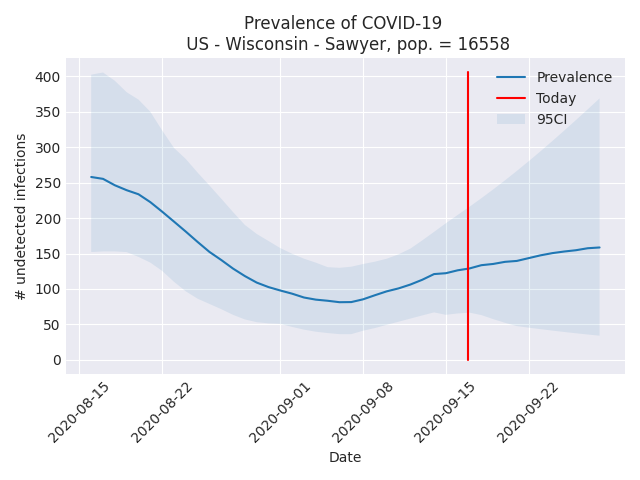 Prevalence of COVID-19
US - Wisconsin - Sawyer, pop. = 16558
Prevalence
Today
95CI
400
350
300
250
200
150
100
50
0
# undetected infections
2020-08-15
2020-08-22
2020-09-01
2020-09-08
2020-09-15
2020-09-22
Date